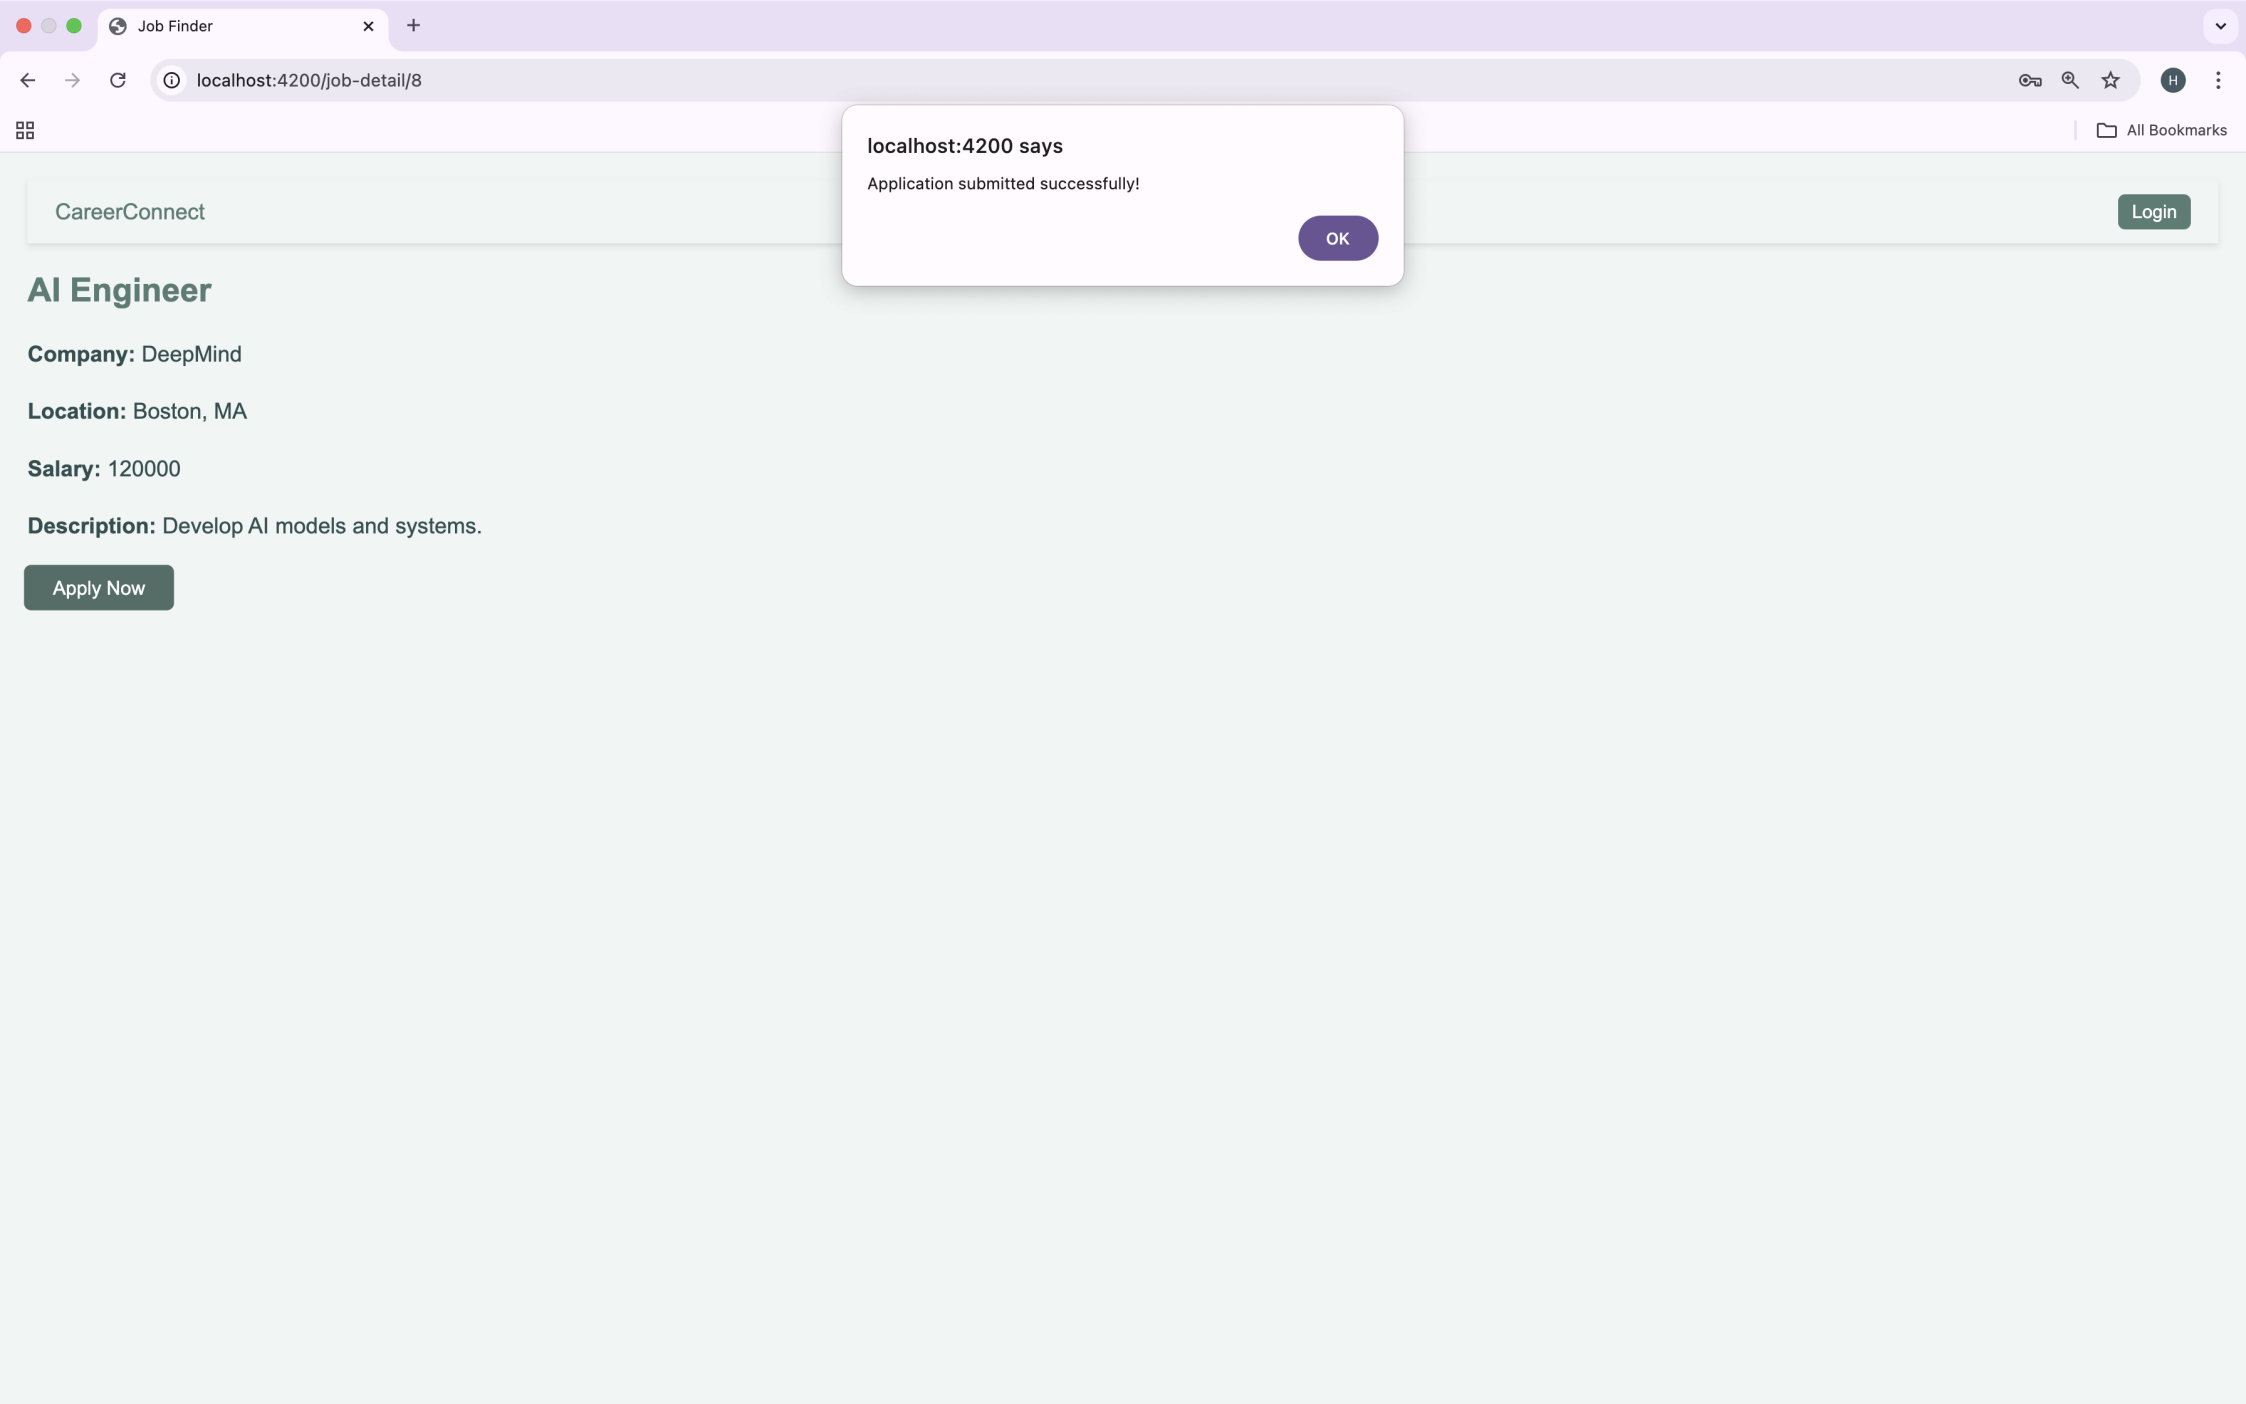 Job Finder
localhost:4200/job-detail/8
H
All Bookmarks
localhost:4200 says
Application submitted successfully!
OK
CareerConnect
Login
AI Engineer
Company: DeepMind
Location: Boston, MA
Salary: 120000
Description: Develop AI models and systems.
Apply Now